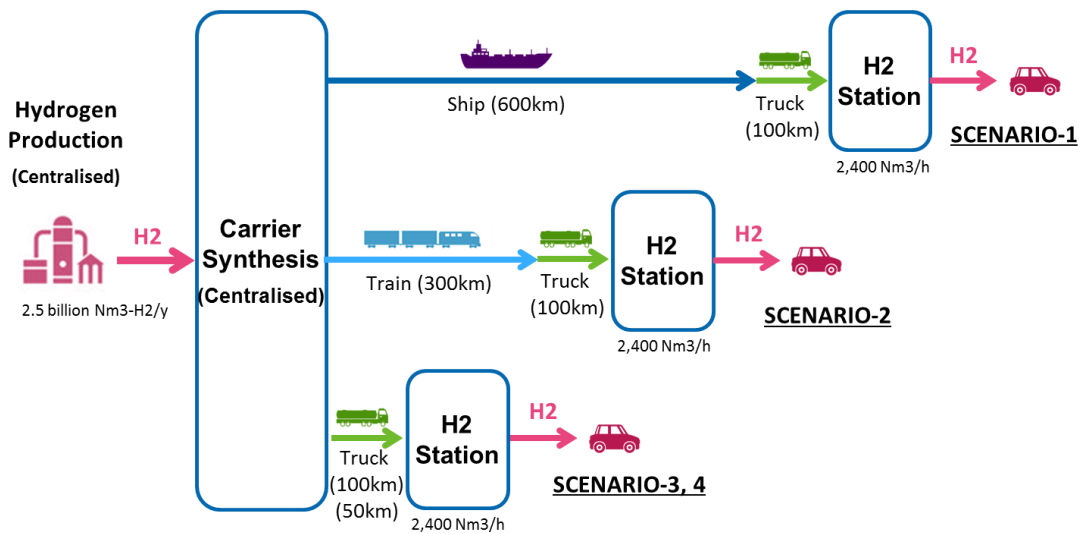 Hydrogen
Production
(Centralised)
H2
2.5 billion Nm3-H2/y
Carrier
Synthesis
(Centralised)
Ship (600km)
Truck
(100km)
H2
Station
2,400 Nm3/h
H2
SCENARIO-1
Train (300km)
Truck
(100km)
H2
Station
2,400 Nm3/h
H2
SCENARIO-2
Truck
(100km)
(50km)
H2
Station
2,400 Nm3/h
H2
SCENARIO-3, 4